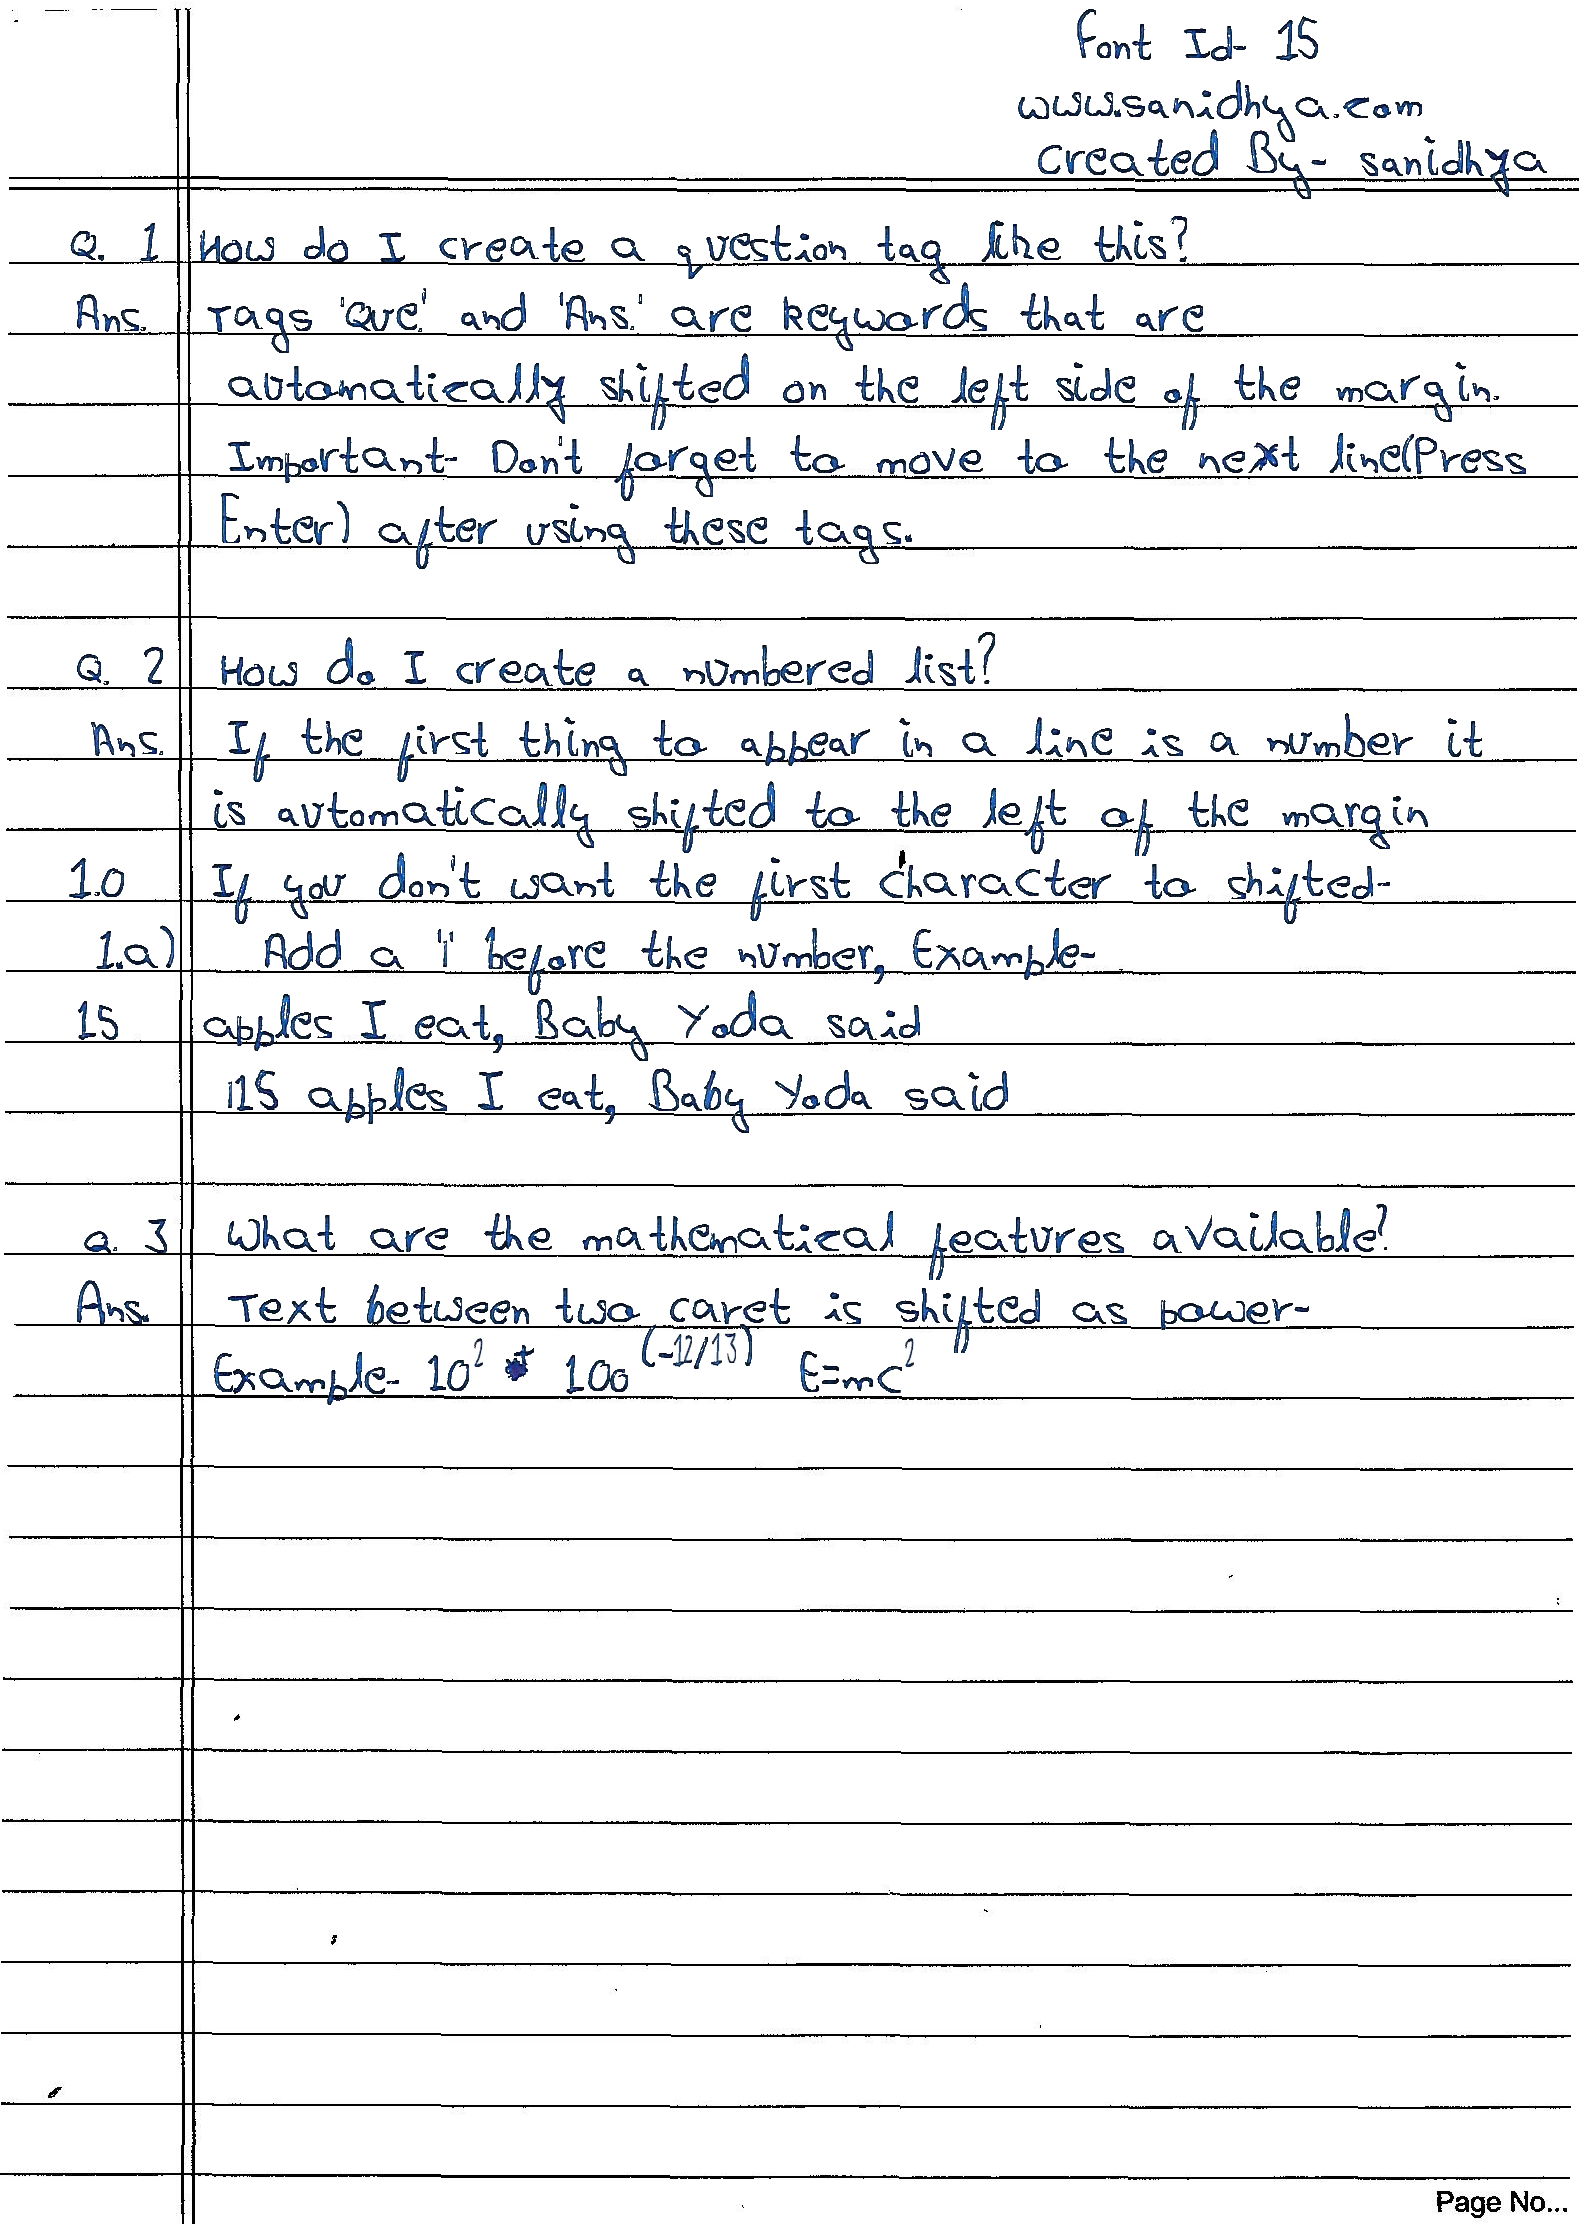 Font Id- 15
www.sanidhya.com
Created By- sanidhya
Q. 1 How do I create a question tag like this?
Ans. Tags 'Que.' and 'Ans.' are keywords that are
automatically shifted on the left side of the margin.
Important- Don't forget to move to the next line(Press
Enter) after using these tags.
Q. 2 How do I create a numbered list?
Ans. If the first thing to appear in a line is a number it
is automatically shifted to the left of the margin
1.0 If you don't want the first character to shifted-
1.a) Add a '|' before the number, Example-
15 apples I eat, Baby Yoda said
|15 apples I eat, Baby Yoda said
Q. 3 What are the mathematical features available?
Ans. Text between two caret is shifted as power-
Example- 10² * 100⁽⁻¹²/¹³⁾ E=mc²
Page No...